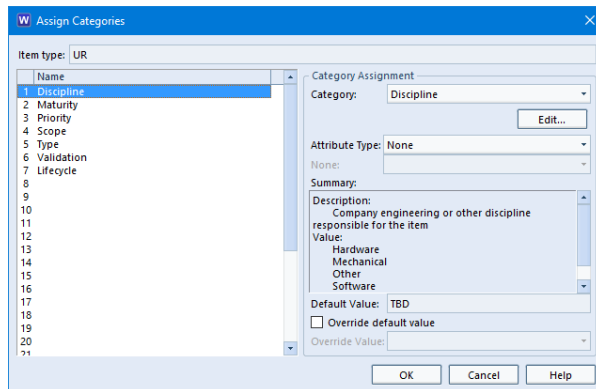 W Assign Categories
Item type: UR
Name
1 Discipline
2 Maturity
3 Priority
4 Scope
5 Type
6 Validation
7 Lifecycle
8
9
10
11
12
13
14
15
16
17
18
19
20
21
Category Assignment
Category: Discipline
Edit...
Attribute Type: None
None:
Summary:
Description:
Company engineering or other discipline
responsible for the item
Value:
Hardware
Mechanical
Other
Software
Default Value: TBD
Override default value
Override Value:
OK Cancel Help